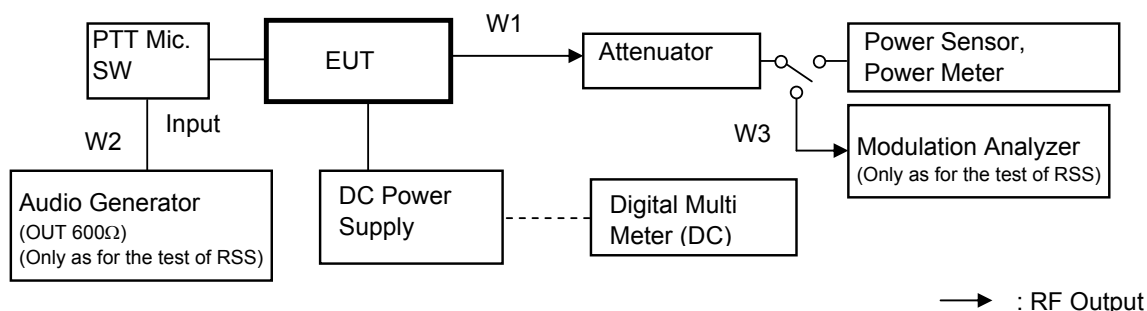 PTT Mic.
SW
EUT
W1
Attenuator
Power Sensor,
Power Meter
W2
Input
W3
Modulation Analyzer
(Only as for the test of RSS)
Audio Generator
(OUT 600Ω)
(Only as for the test of RSS)
DC Power
Supply
Digital Multi
Meter (DC)
: RF Output